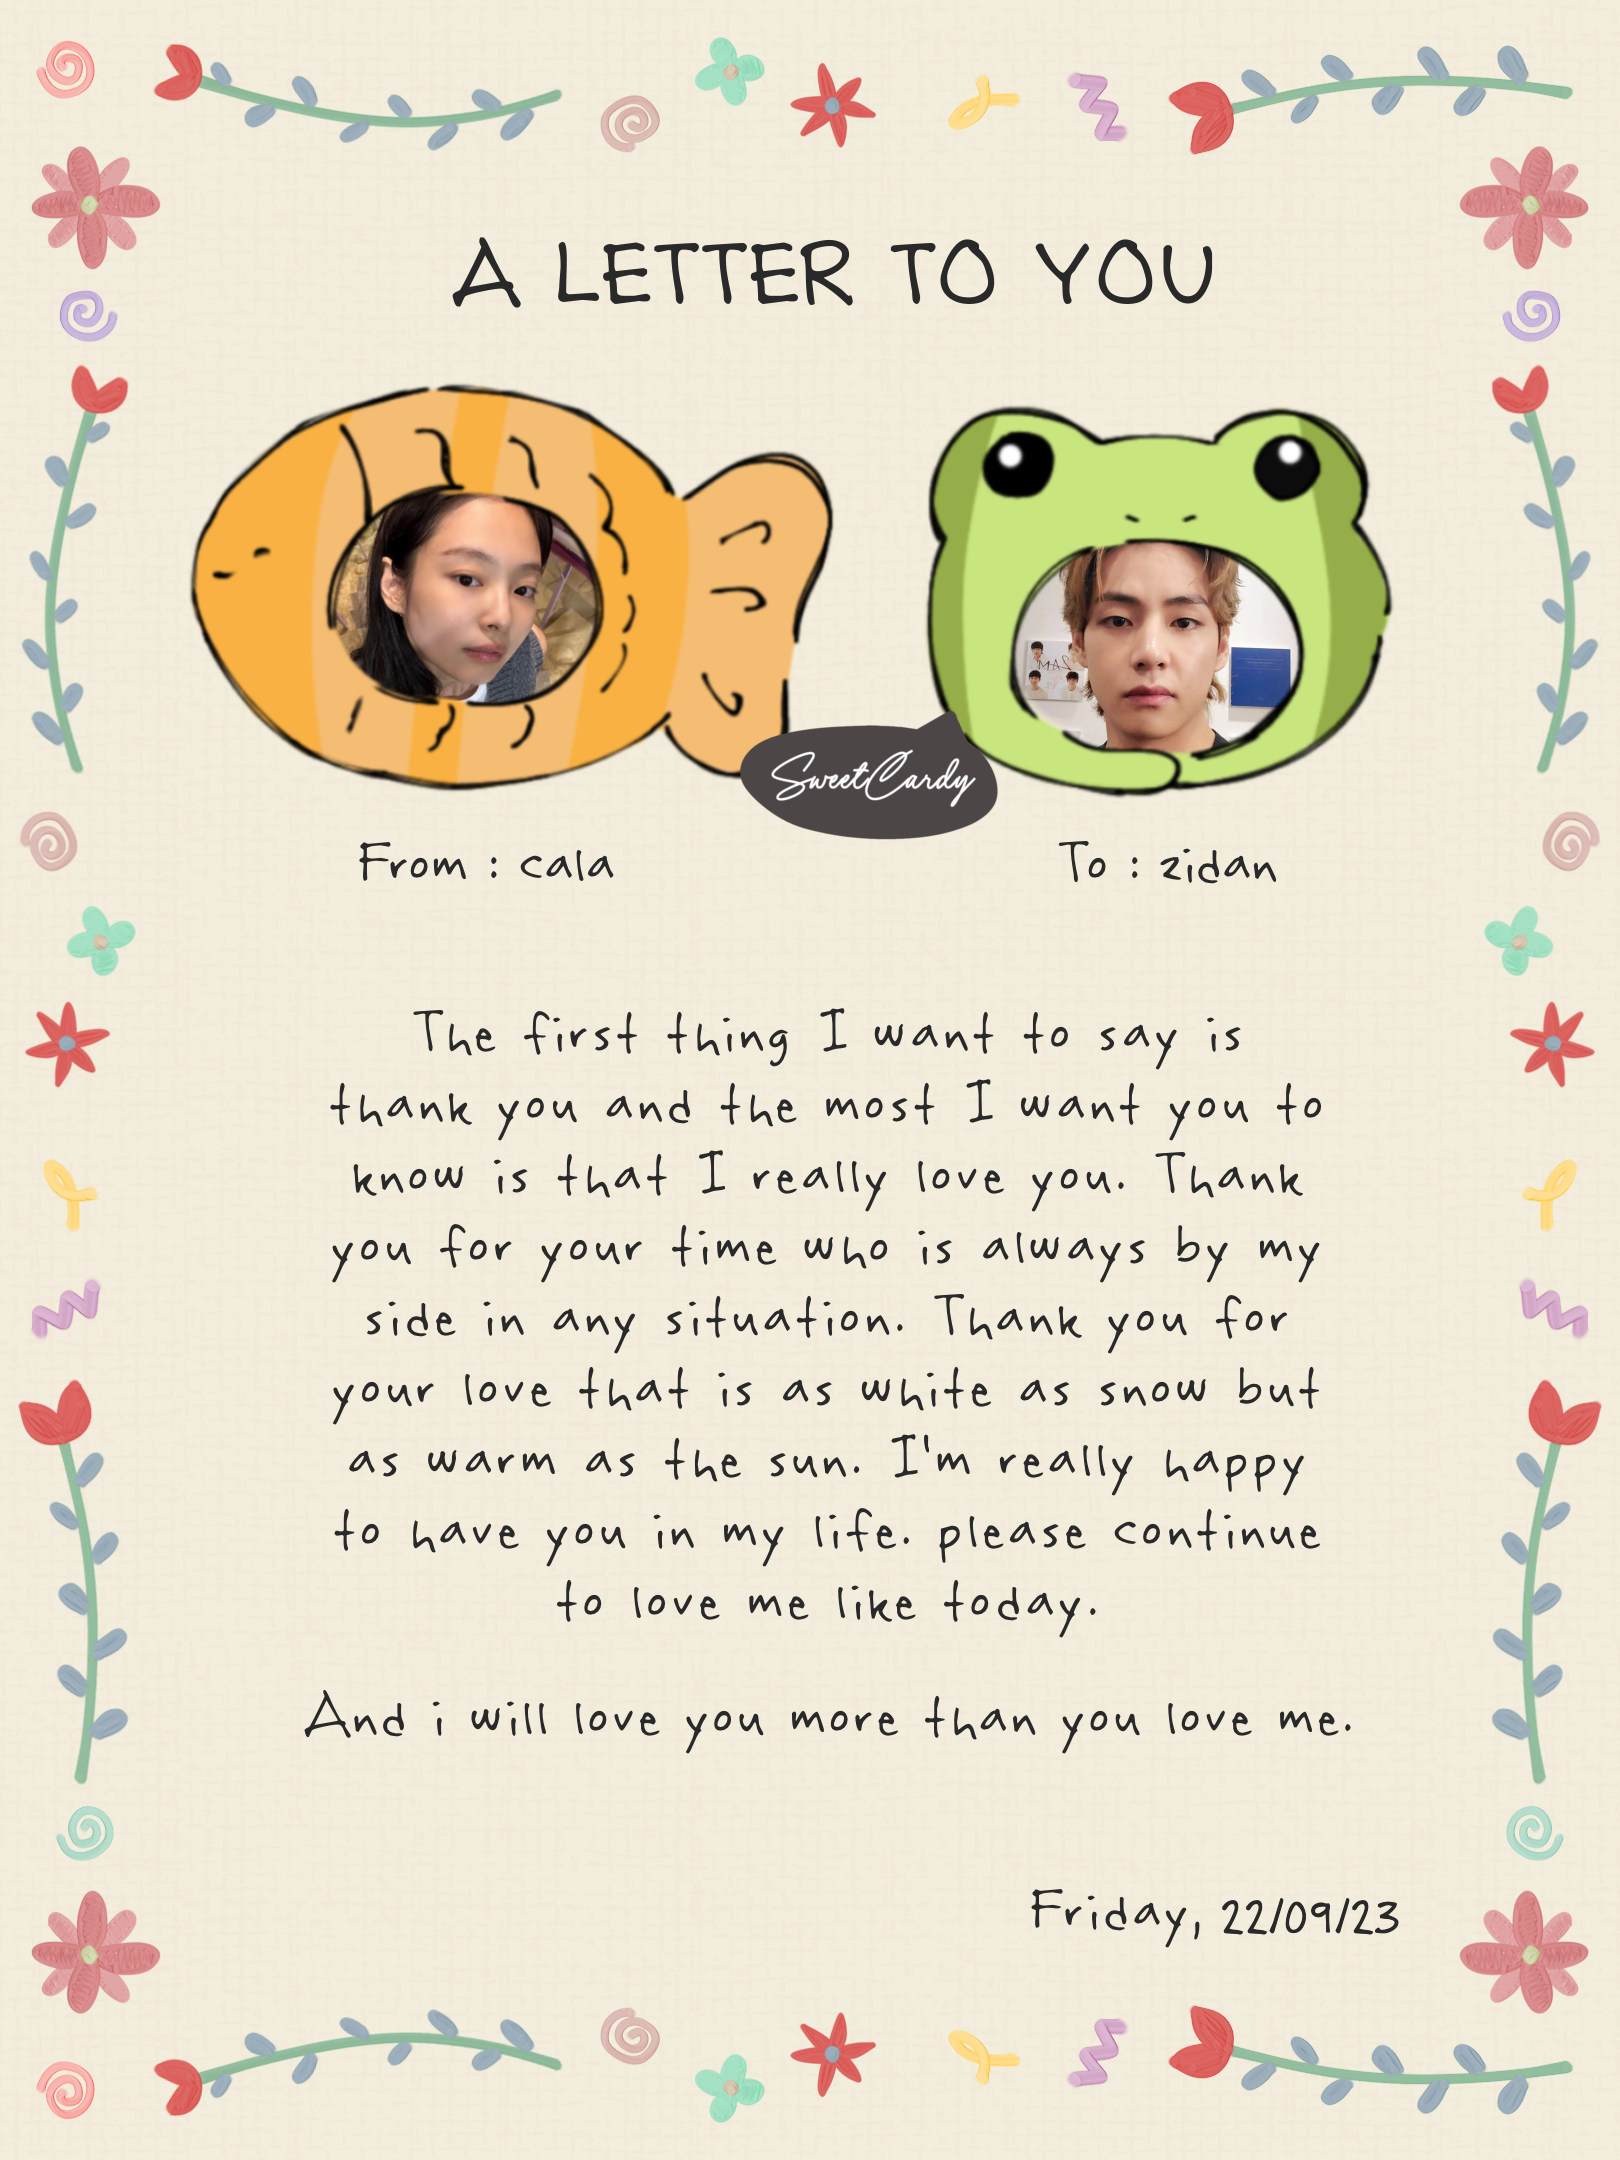 A LETTER TO YOU
SweetCardy
From : cala
To : zidan
The first thing I want to say is
thank you and the most I want you to
know is that I really love you. Thank
you for your time who is always by my
side in any situation. Thank you for
your love that is as white as snow but
as warm as the sun. I'm really happy
to have you in my life. please continue
to love me like today.
And i will love you more than you love me.
Friday, 22/09/23